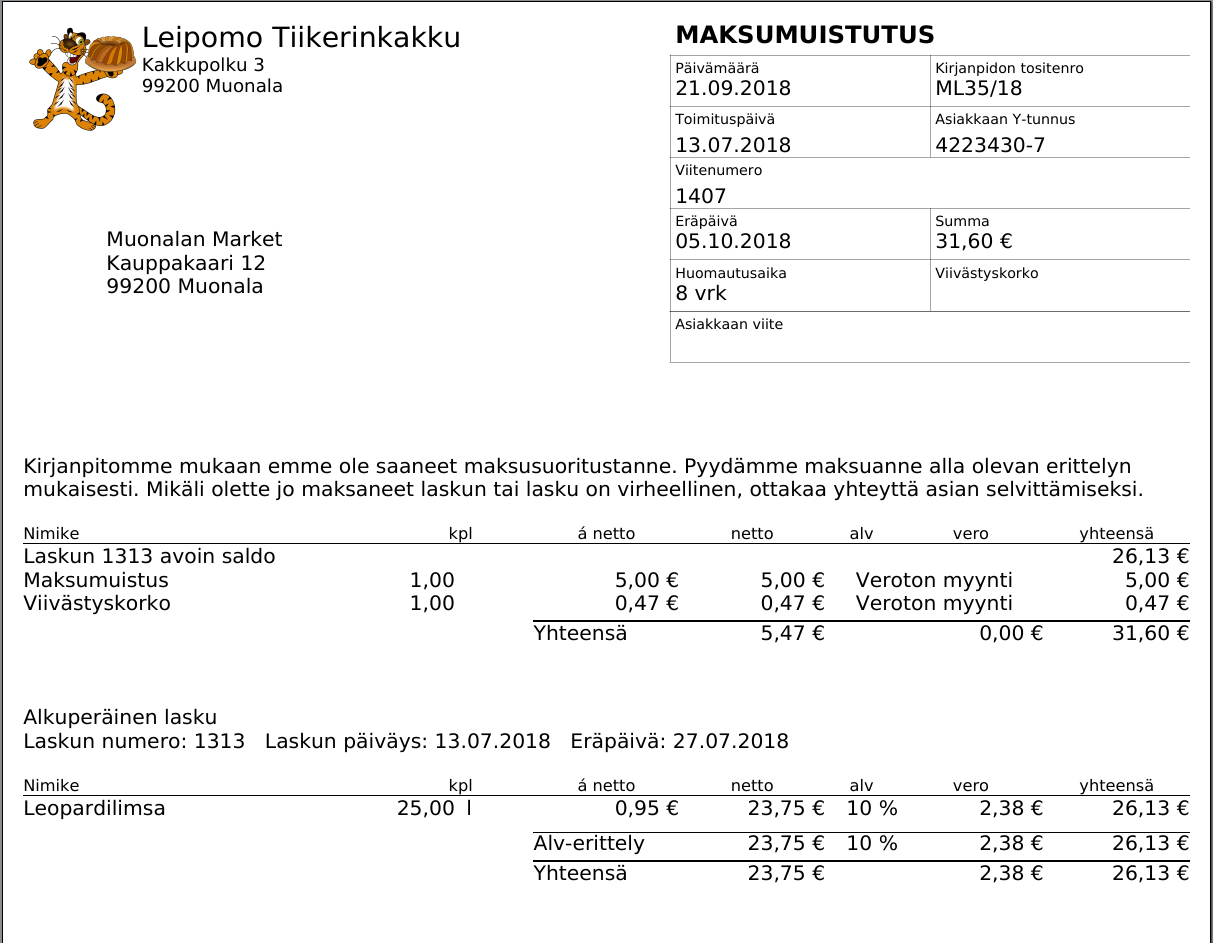 Leipomo Tiikerinkakku
Kakkupolku 3
99200 Muonala
MAKSUMUISTUTUS
Päivämäärä Kirjanpidon tositenro
21.09.2018 ML35/18
Toimituspäivä Asiakkaan Y-tunnus
13.07.2018 4223430-7
Viitenumero
1407
Eräpäivä Summa
05.10.2018 31,60 €
Huomautusaika Viivästyskorko
8 vrk
Asiakkaan viite
Muonalan Market
Kauppakaari 12
99200 Muonala
Kirjanpitomme mukaan emme ole saaneet maksusuoritustanne. Pyydämme maksuanne alla olevan erittelyn
mukaisesti. Mikäli olette jo maksaneet laskun tai lasku on virheellinen, ottakaa yhteyttä asian selvittämiseksi.
Nimike kpl á netto netto alv vero yhteensä
Laskun 1313 avoin saldo 26,13 €
Maksumuistus 1,00 5,00 € 5,00 € Veroton myynti 5,00 €
Viivästyskorko 1,00 0,47 € 0,47 € Veroton myynti 0,47 €
Yhteensä 5,47 € 0,00 € 31,60 €
Alkuperäinen lasku
Laskun numero: 1313 Laskun päiväys: 13.07.2018 Eräpäivä: 27.07.2018
Nimike kpl á netto netto alv vero yhteensä
Leopardilimsa 25,00 l 0,95 € 23,75 € 10 % 2,38 € 26,13 €
Alv-erittely 23,75 € 10 % 2,38 € 26,13 €
Yhteensä 23,75 € 2,38 € 26,13 €